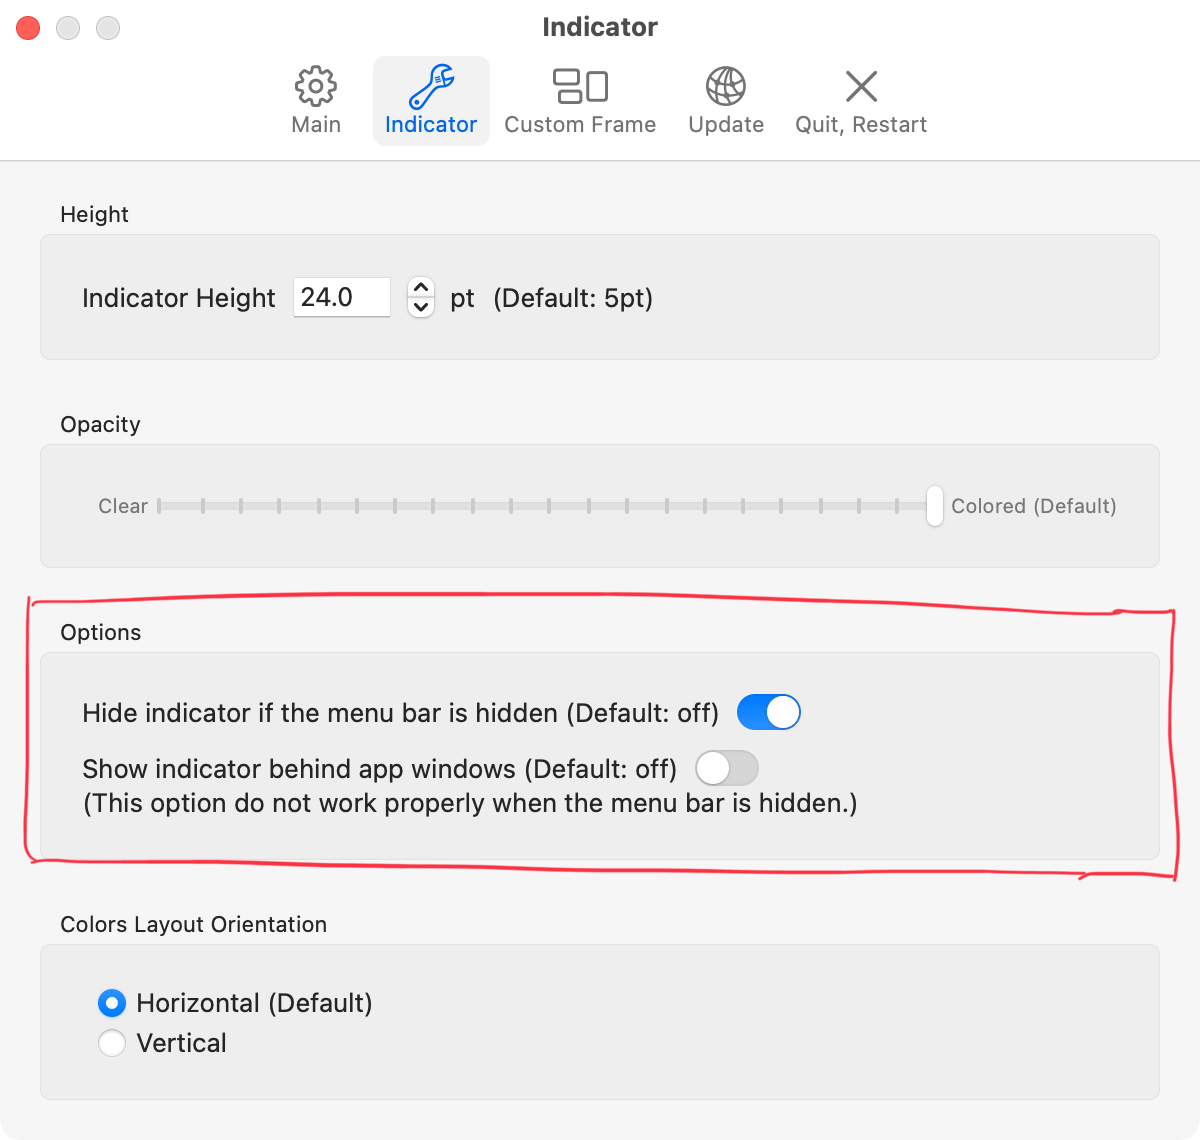 Indicator
Main Indicator Custom Frame Update Quit, Restart
Height
Indicator Height 24.0 pt (Default: 5pt)
Opacity
Clear Colored (Default)
Options
Hide indicator if the menu bar is hidden (Default: off)
Show indicator behind app windows (Default: off)
(This option do not work properly when the menu bar is hidden.)
Colors Layout Orientation
Horizontal (Default)
Vertical